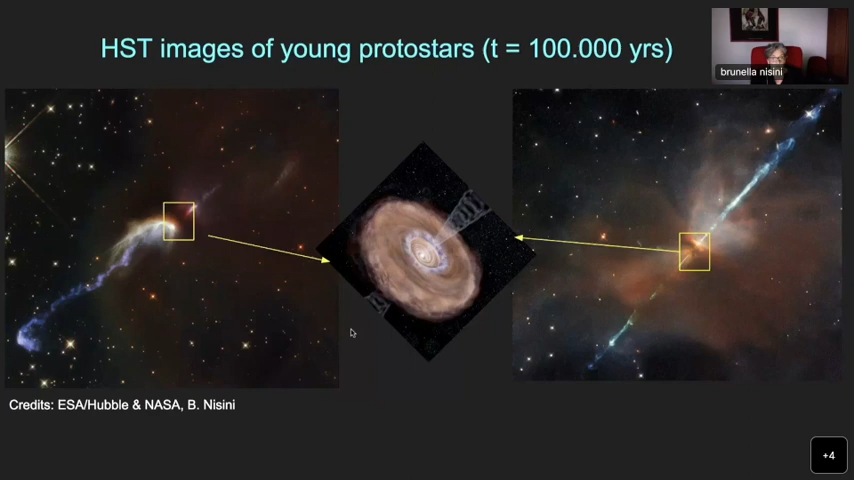 HST images of young protostars (t = 100.000 yrs)
brunella nisini
Credits: ESA/Hubble & NASA, B. Nisini
+4